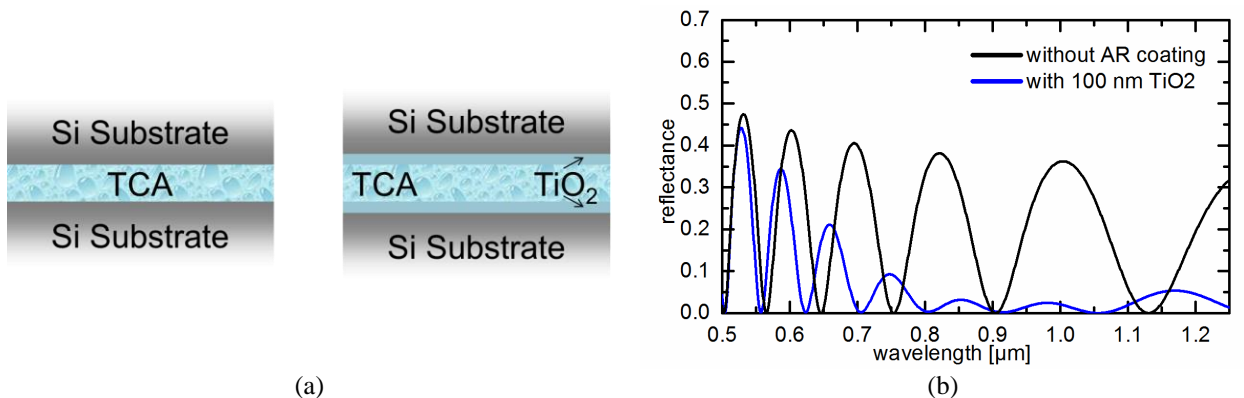 Si Substrate
TCA
Si Substrate
Si Substrate
TCA TiO2
Si Substrate
(a)
0.7
0.6
0.5
0.4
0.3
0.2
0.1
0.0
reflectance
without AR coating
with 100 nm TiO2
0.5 0.6 0.7 0.8 0.9 1.0 1.1 1.2
wavelength [µm]
(b)